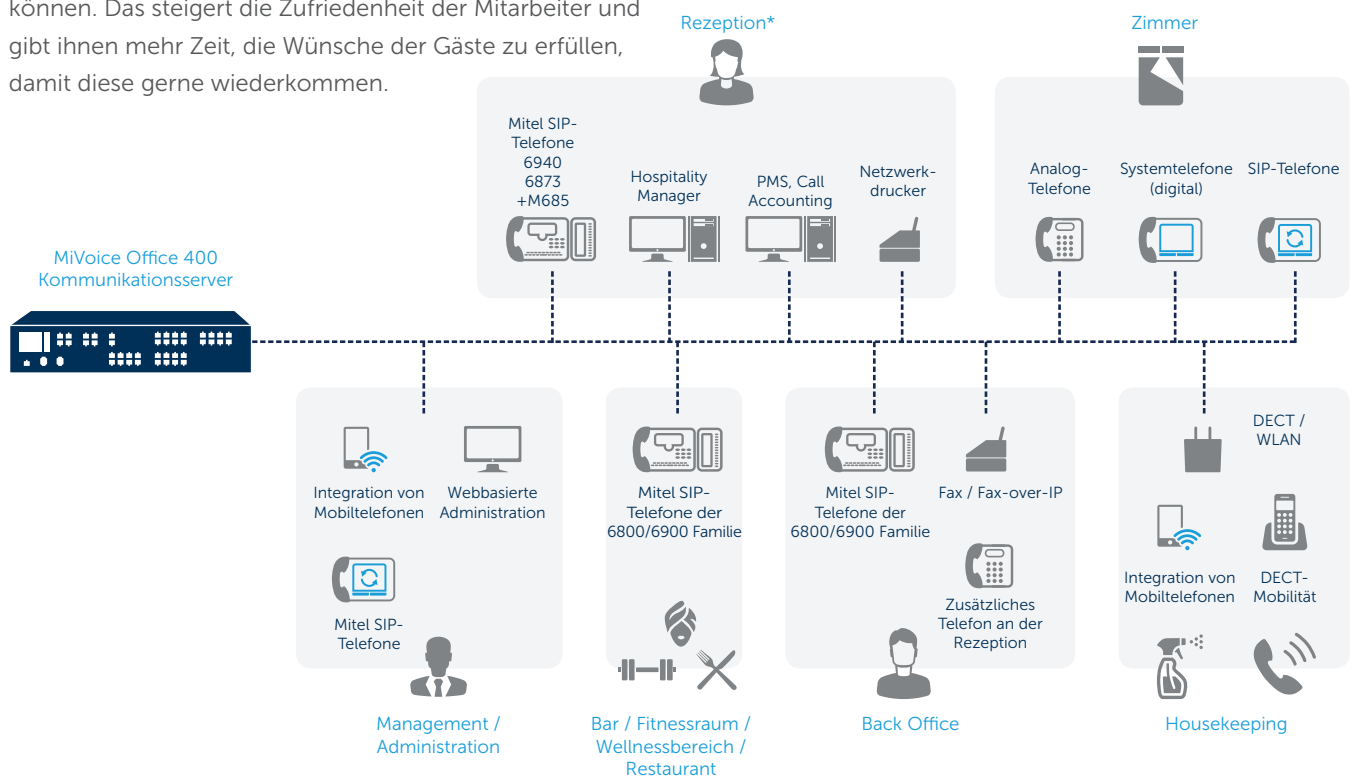 können. Das steigert die Zufriedenheit der Mitarbeiter und
gibt ihnen mehr Zeit, die Wünsche der Gäste zu erfüllen,
damit diese gerne wiederkommen.
Rezeption*
Mitel SIP-
Telefone
6940
6873
+M685
Hospitality
Manager
PMS, Call
Accounting
Netzwerk-
drucker
Zimmer
Analog-
Telefone
Systemtelefone
(digital)
SIP-Telefone
MiVoice Office 400
Kommunikationsserver
Integration von
Mobiltelefonen
Webbasierte
Administration
Mitel SIP-
Telefone
Management /
Administration
Mitel SIP-
Telefone der
6800/6900 Familie
Bar / Fitnessraum /
Wellnessbereich /
Restaurant
Mitel SIP-
Telefone der
6800/6900 Familie
Fax / Fax-over-IP
Zusätzliches
Telefon an der
Rezeption
Back Office
DECT /
WLAN
Integration von
Mobiltelefonen
DECT-
Mobilität
Housekeeping